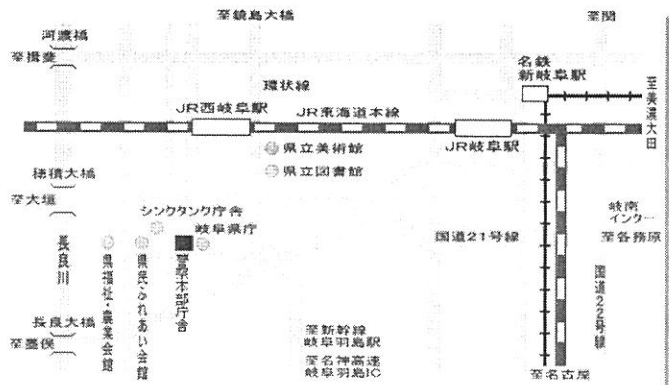 至鏡島大橋
至関
河渡橋
至揖斐
名鉄
新岐阜駅
至美濃太田
環状線
JR西岐阜駅
JR東海道本線
県立美術館
JR岐阜駅
県立図書館
穂積大橋
至大垣
シンクタンク庁舎
岐阜県庁
岐南
インター
国道21号線
至各務原
長良川
県福祉・農業会館
県民ふれあい会館
警察本部庁舎
国道22号線
長良大橋
至墨俣
至新幹線
岐阜羽島駅
至名神高速
岐阜羽島IC
至名古屋